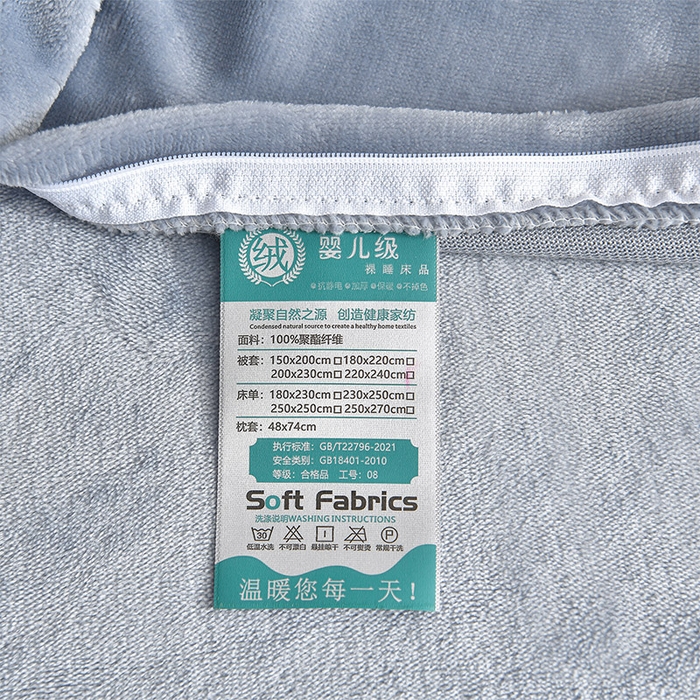 绒
婴儿级
裸睡床品
抗静电 加厚 保暖 不掉色
凝聚自然之源 创造健康家纺
Condensed natural source to create a healthy home textiles
面料：100%聚酯纤维
被套：150x200cm□180x220cm□
200x230cm□220x240cm□
床单：180x230cm□230x250cm□
250x250cm□250x270cm□
枕套：48x74cm
执行标准：GB/T22796-2021
安全类别：GB18401-2010
等级：合格品 工号：08
Soft Fabrics
洗涤说明WASHING INSTRUCTIONS
30 P
低温水洗 不可漂白 悬挂晾干 不可熨烫 常规干洗
温暖您每一天！